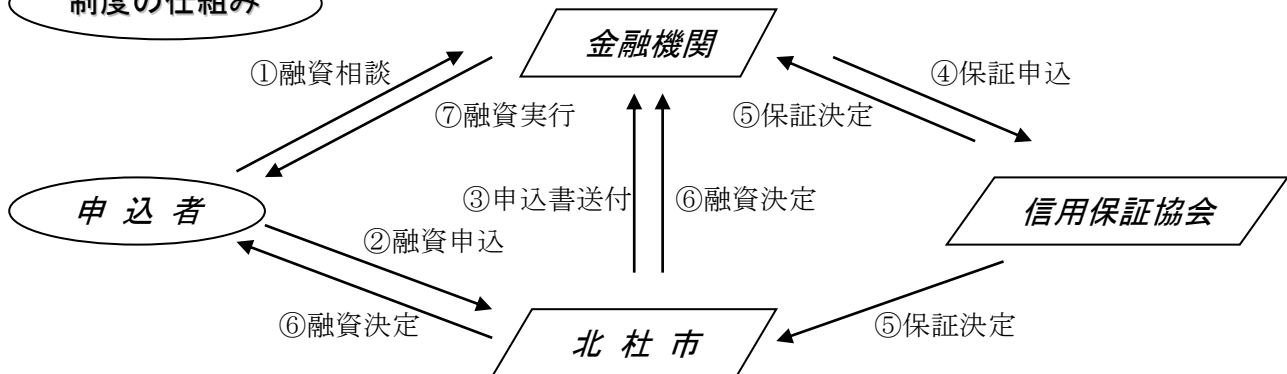 制度の仕組み
金融機関
①融資相談
④保証申込
⑦融資実行
⑤保証決定
申 込 者
③申込書送付
⑥融資決定
信用保証協会
②融資申込
⑥融資決定
⑤保証決定
北 杜 市